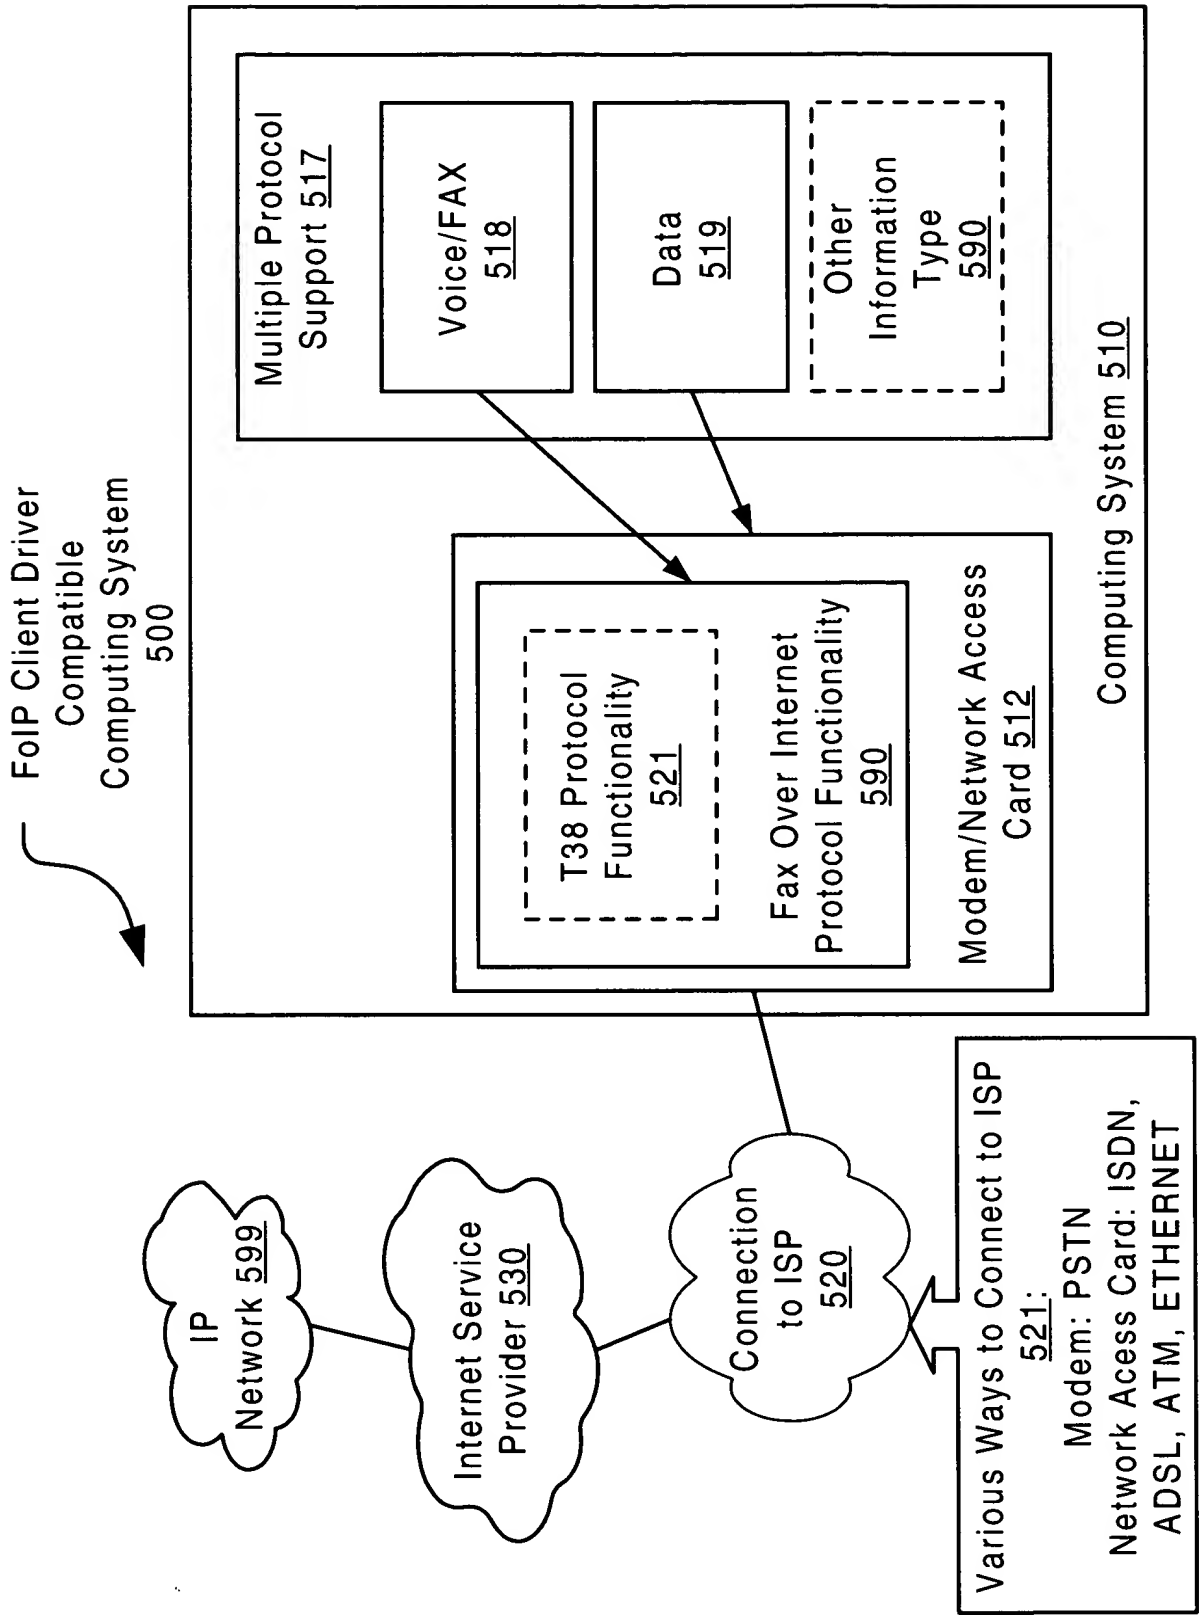 FoIP Client Driver
Compatible
Computing System
500
Multiple Protocol
Support 517
Voice/FAX
518
Data
519
Other
Information
Type
590
T38 Protocol
Functionality
521
Fax Over Internet
Protocol Functionality
590
Modem/Network Access
Card 512
Computing System 510
IP
Network 599
Internet Service
Provider 530
Connection
to ISP
520
Various Ways to Connect to ISP
521:
Modem: PSTN
Network Acess Card: ISDN,
ADSL, ATM, ETHERNET